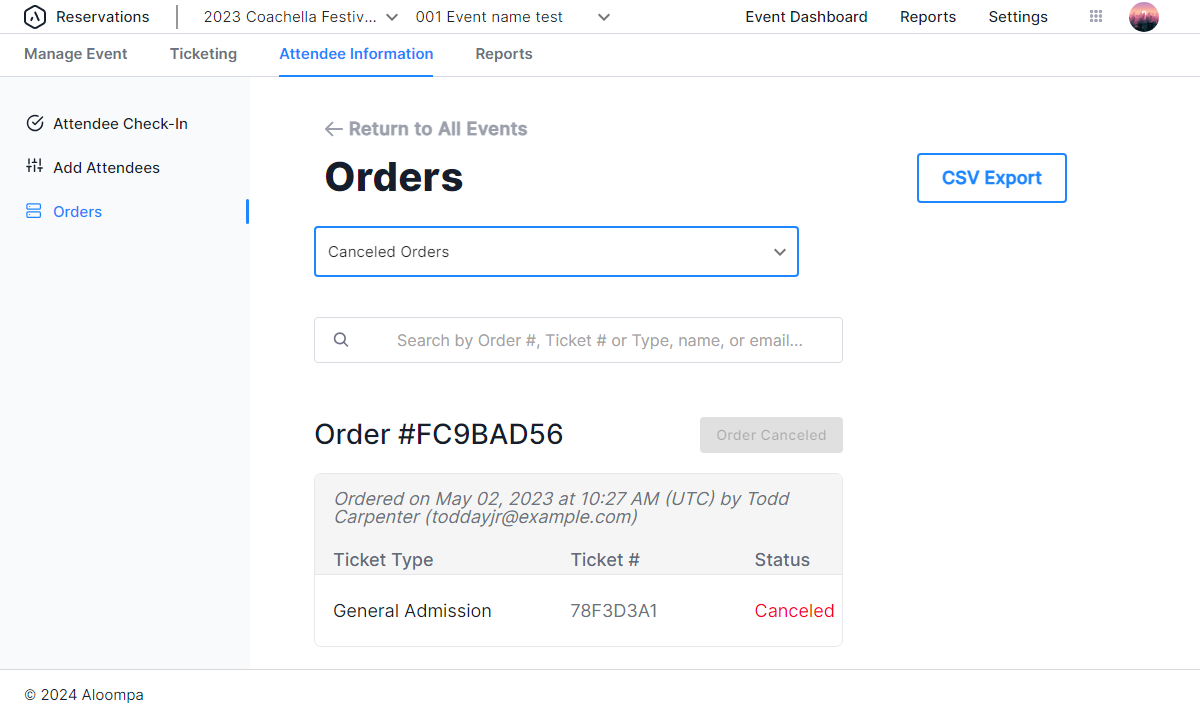 Reservations
2023 Coachella Festiv...
001 Event name test
Event Dashboard
Reports
Settings
Manage Event
Ticketing
Attendee Information
Reports
Attendee Check-In
Add Attendees
Orders
Return to All Events
Orders
CSV Export
Canceled Orders
Search by Order #, Ticket # or Type, name, or email...
Order #FC9BAD56
Order Canceled
Ordered on May 02, 2023 at 10:27 AM (UTC) by Todd
Carpenter (toddayjr@example.com)
Ticket Type Ticket # Status
General Admission 78F3D3A1 Canceled
© 2024 Aloompa